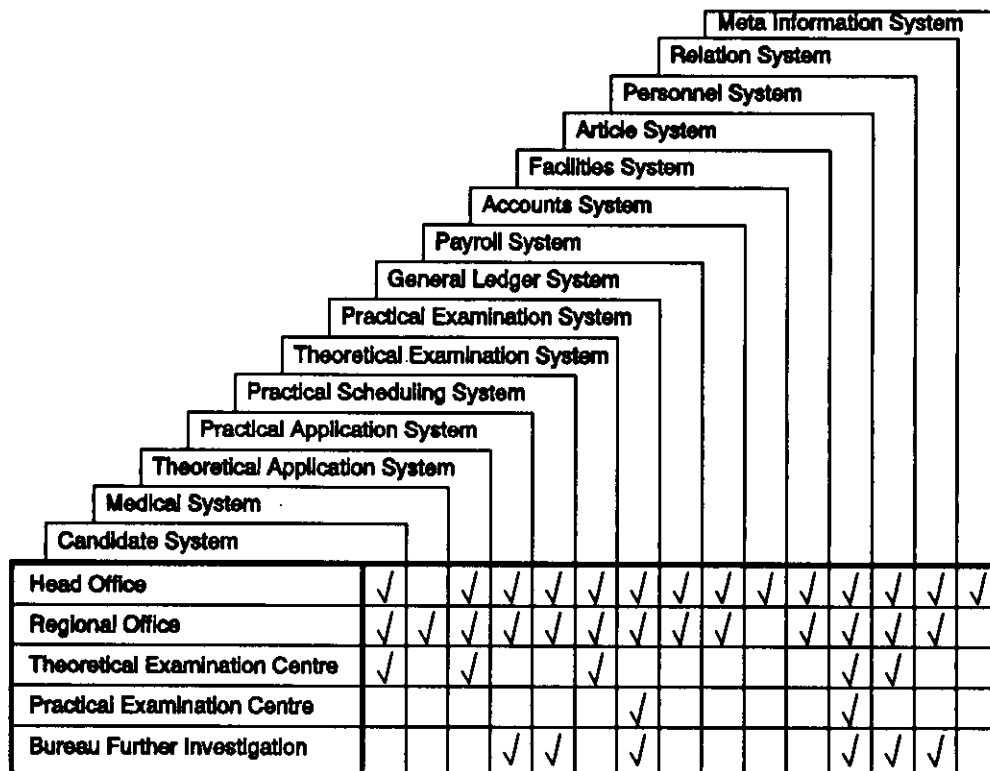 Meta Information System
Relation System
Personnel System
Article System
Facilities System
Accounts System
Payroll System
General Ledger System
Practical Examination System
Theoretical Examination System
Practical Scheduling System
Practical Application System
Theoretical Application System
Medical System
Candidate System
Head Office √ √ √ √ √ √ √ √ √ √ √ √ √ √
Regional Office √ √ √ √ √ √ √ √ √ √ √ √ √
Theoretical Examination Centre √ √ √ √ √
Practical Examination Centre √ √
Bureau Further Investigation √ √ √ √ √ √